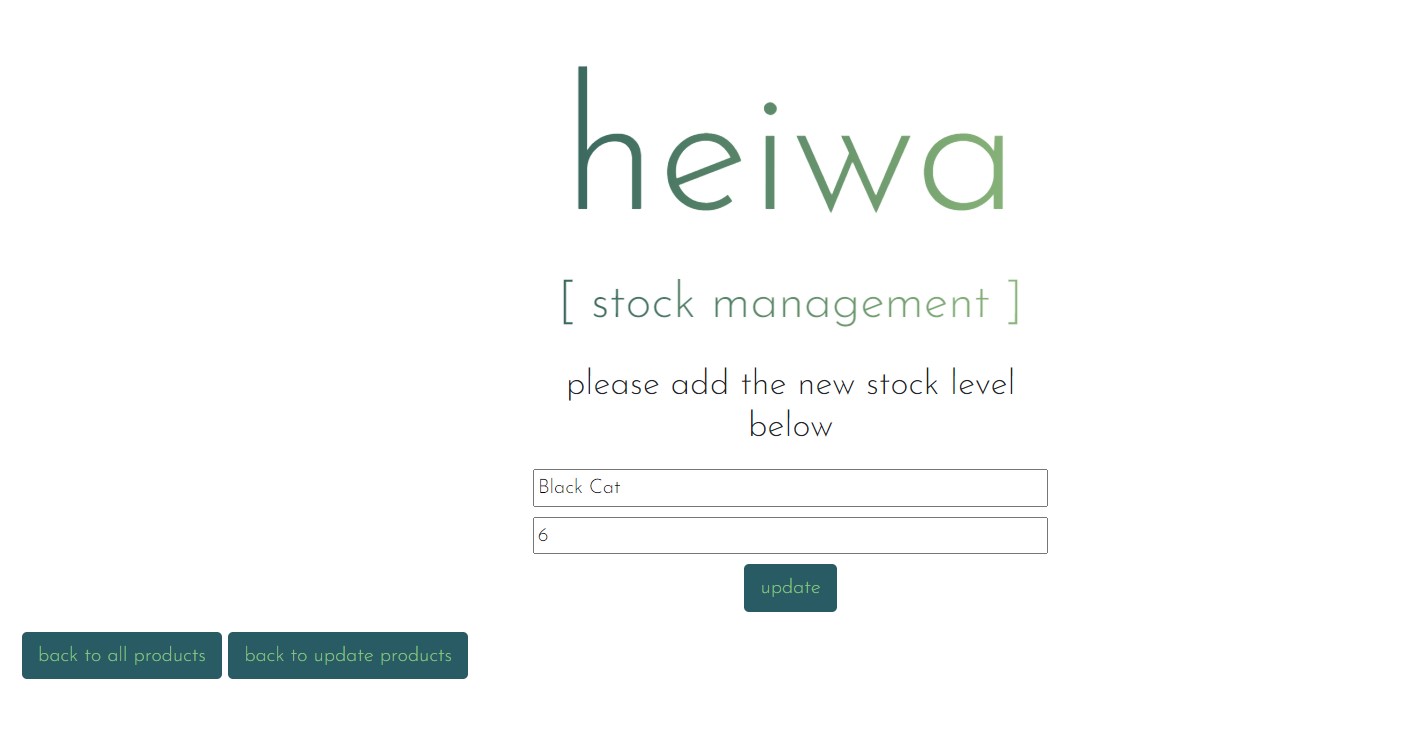 heiwa
[ stock management ]
please add the new stock level
below
Black Cat
6
update
back to all products back to update products